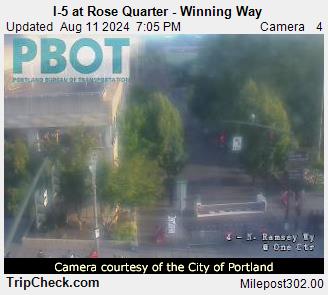 I-5 at Rose Quarter - Winning Way
Updated Aug 11 2024 7:05 PM Camera 4
PBOT
PORTLAND BUREAU OF TRANSPORTATION
4 - N. Ramsey Wy
@ One Ctr
Camera courtesy of the City of Portland
TripCheck.com Milepost302.00